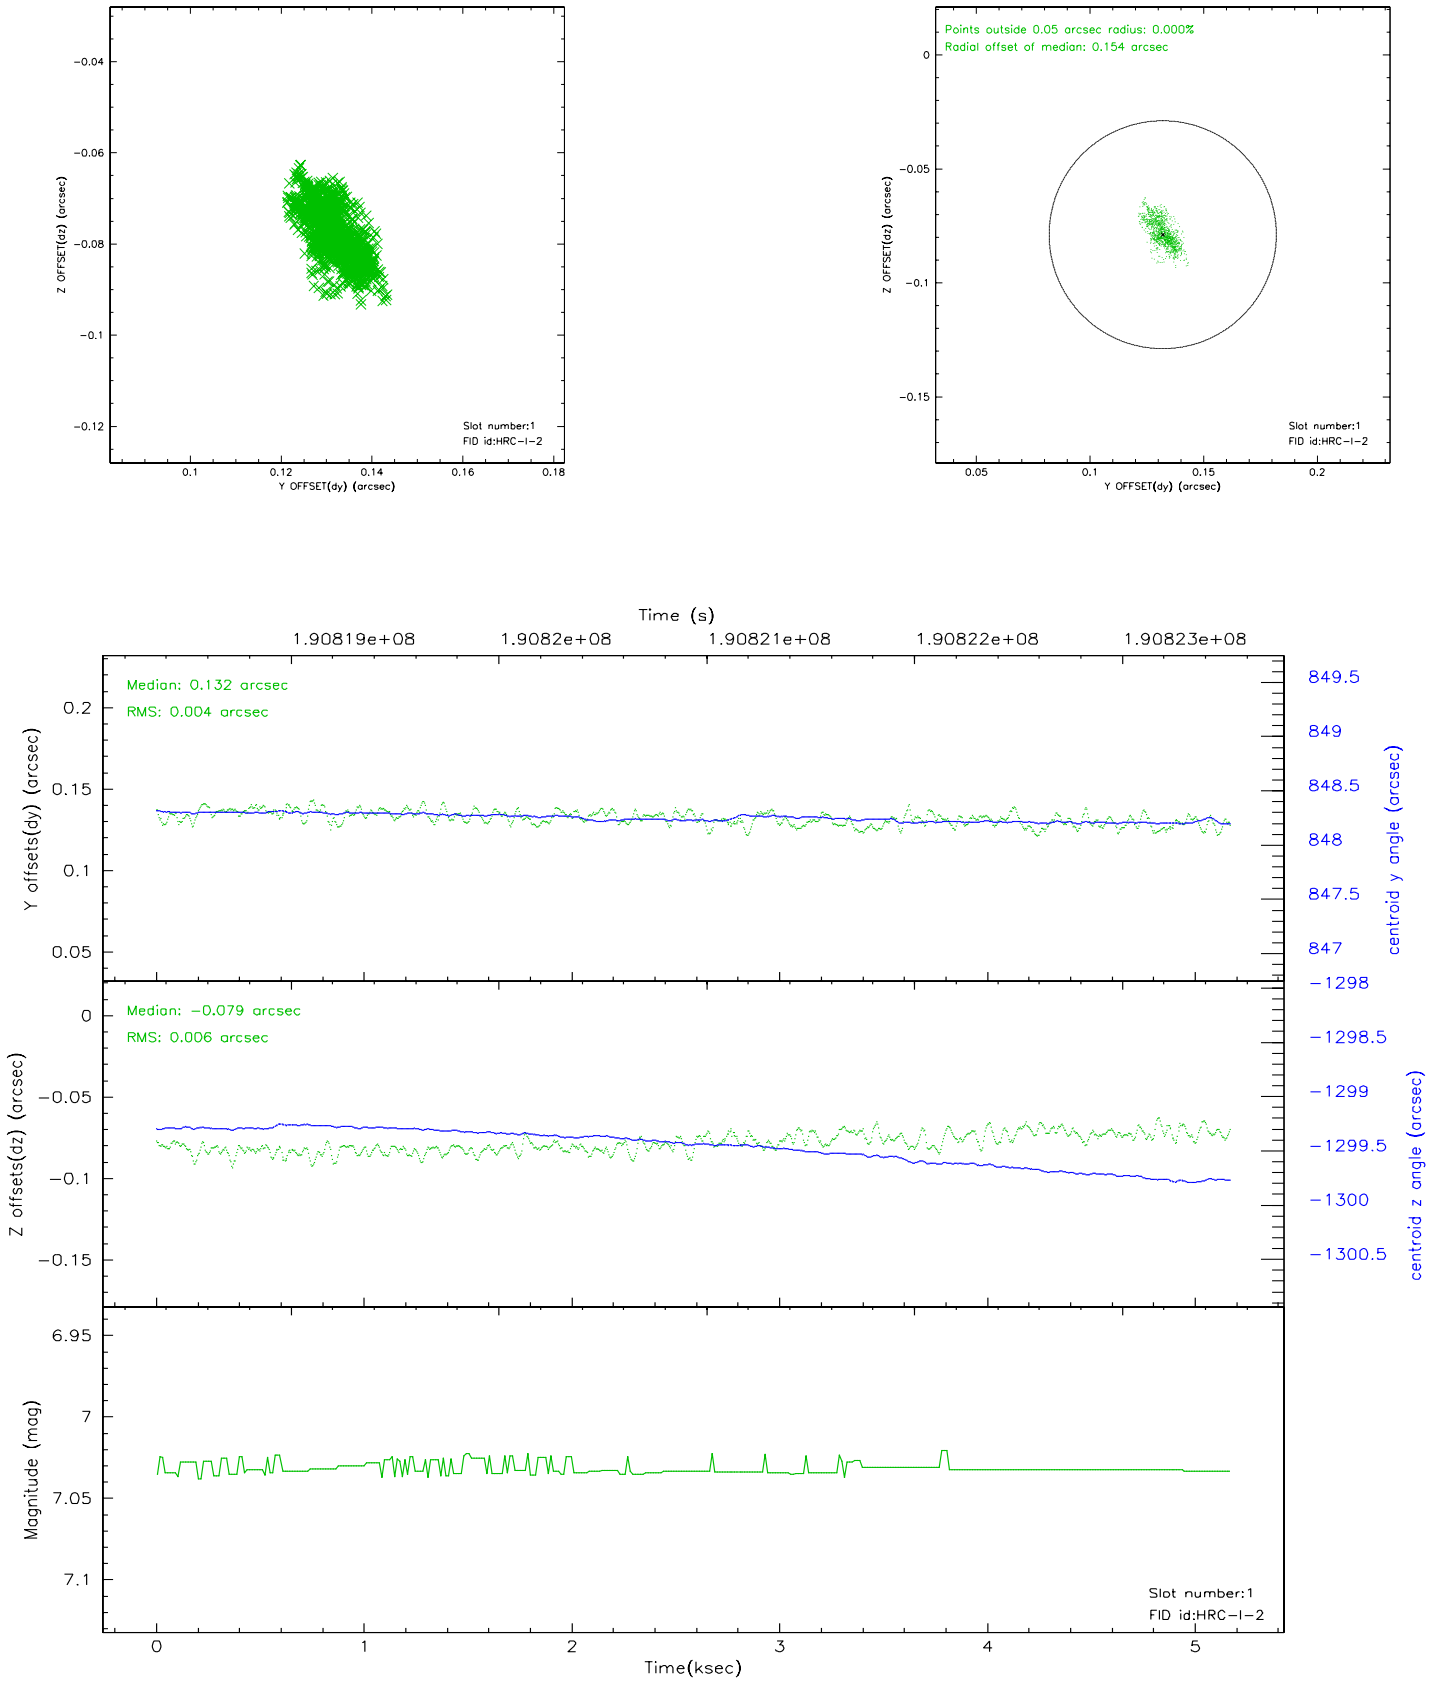 −0.04
−0.06
−0.08
−0.1
−0.12
Z OFFSET(dz) (arcsec)
0.1 0.12 0.14 0.16 0.18
Y OFFSET(dy) (arcsec)
Slot number:1
FID id:HRC−I−2
Points outside 0.05 arcsec radius: 0.000%
Radial offset of median: 0.154 arcsec
0
−0.05
−0.1
−0.15
Z OFFSET(dz) (arcsec)
0.05 0.1 0.15 0.2
Y OFFSET(dy) (arcsec)
Slot number:1
FID id:HRC−I−2
Time (s)
1.90819e+08 1.9082e+08 1.90821e+08 1.90822e+08 1.90823e+08
Median: 0.132 arcsec
RMS: 0.004 arcsec
0.2
0.15
0.1
0.05
Y offsets(dy) (arcsec)
849.5
849
848.5
848
847.5
847
centroid y angle (arcsec)
Median: −0.079 arcsec
RMS: 0.006 arcsec
0
−0.05
−0.1
−0.15
Z offsets(dz) (arcsec)
−1298
−1298.5
−1299
−1299.5
−1300
−1300.5
centroid z angle (arcsec)
6.95
7
7.05
7.1
Magnitude (mag)
Slot number:1
FID id:HRC−I−2
0 1 2 3 4 5
Time(ksec)